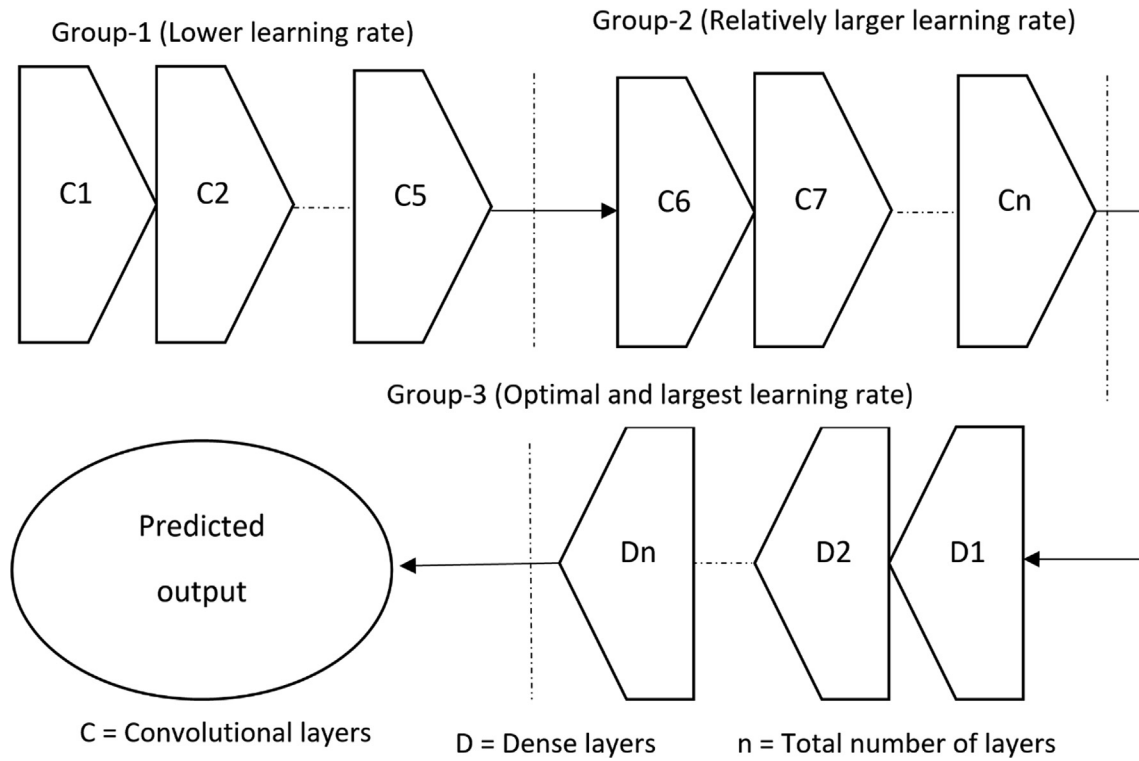 Group-1 (Lower learning rate)
Group-2 (Relatively larger learning rate)
C1
C2
C5
C6
C7
Cn
Group-3 (Optimal and largest learning rate)
Predicted
output
Dn
D2
D1
C = Convolutional layers
D = Dense layers
n = Total number of layers